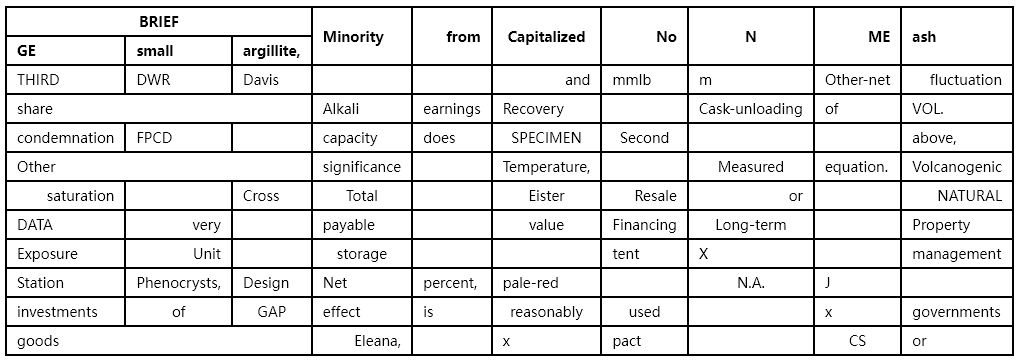 BRIEF Minority from Capitalized No N ME ash
GE small argillite,
THIRD DWR Davis and mmlb m Other-net fluctuation
share Alkali earnings Recovery Cask-unloading of VOL.
condemnation FPCD capacity does SPECIMEN Second above,
Other significance Temperature, Measured equation. Volcanogenic
saturation Cross Total Eister Resale or NATURAL
DATA very payable value Financing Long-term Property
Exposure Unit storage tent X management
Station Phenocrysts, Design Net percent, pale-red N.A. J
investments of GAP effect is reasonably used x governments
goods Eleana, x pact CS or